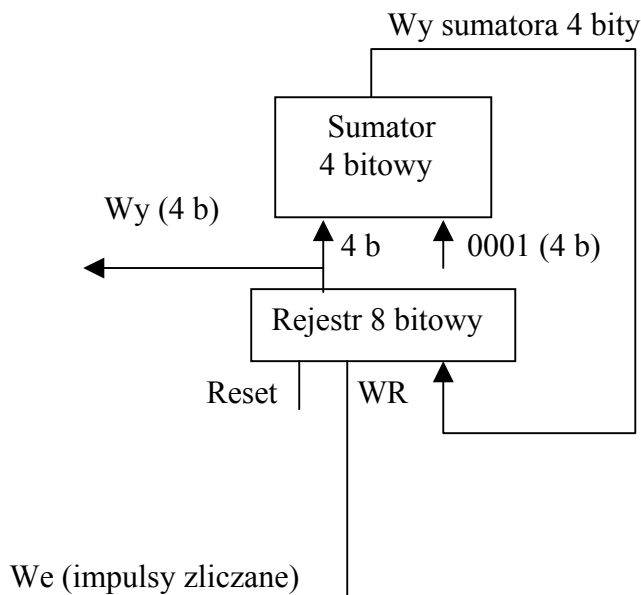 Wy sumatora 4 bity
Sumator
4 bitowy
Wy (4 b)
4 b
0001 (4 b)
Rejestr 8 bitowy
Reset
WR
We (impulsy zliczane)